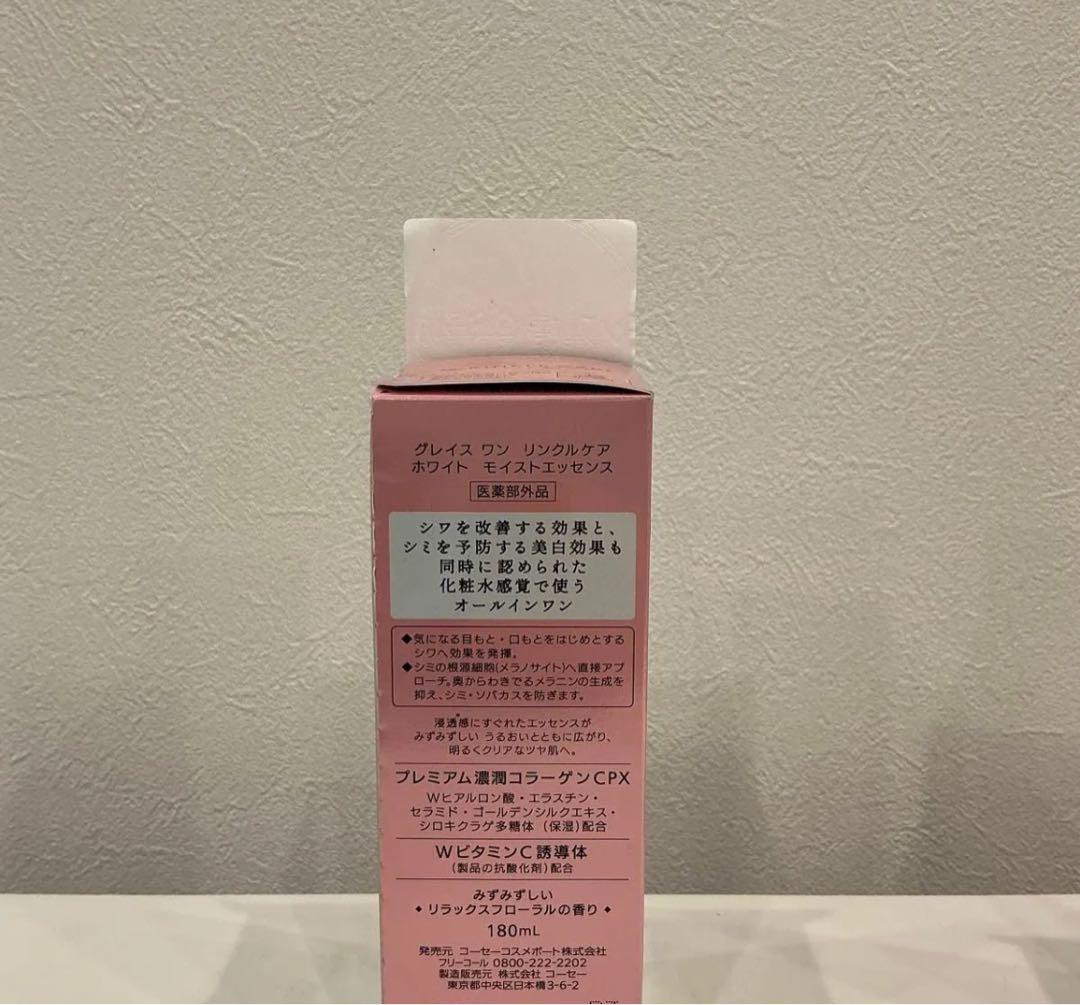 グレイス ワン リンクルケア
ホワイト モイストエッセンス
医薬部外品
シワを改善する効果と、
シミを予防する美白効果も
同時に認められた
化粧水感覚で使う
オールインワン
◆気になる目もと・口もとをはじめとする
シワへ効果を発揮。
◆シミの根源細胞(メラノサイト)へ直接アプ
ローチ。奥からわきでるメラニンの生成を
抑え、シミ・ソバカスを防ぎます。
浸透感*にすぐれたエッセンスが
みずみずしい うるおいとともに広がり、
明るくクリアなツヤ肌へ。
プレミアム濃潤コラーゲンCPX
Wヒアルロン酸・エラスチン・
セラミド・ゴールデンシルクエキス・
シロキクラゲ多糖体(保湿)配合
WビタミンC誘導体
(製品の抗酸化剤)配合
みずみずしい
◆ リラックスフローラルの香り ◆
180mL
発売元 コーセーコスメポート株式会社
フリーコール 0800-222-2202
製造販売元 株式会社 コーセー
東京都中央区日本橋3-6-2